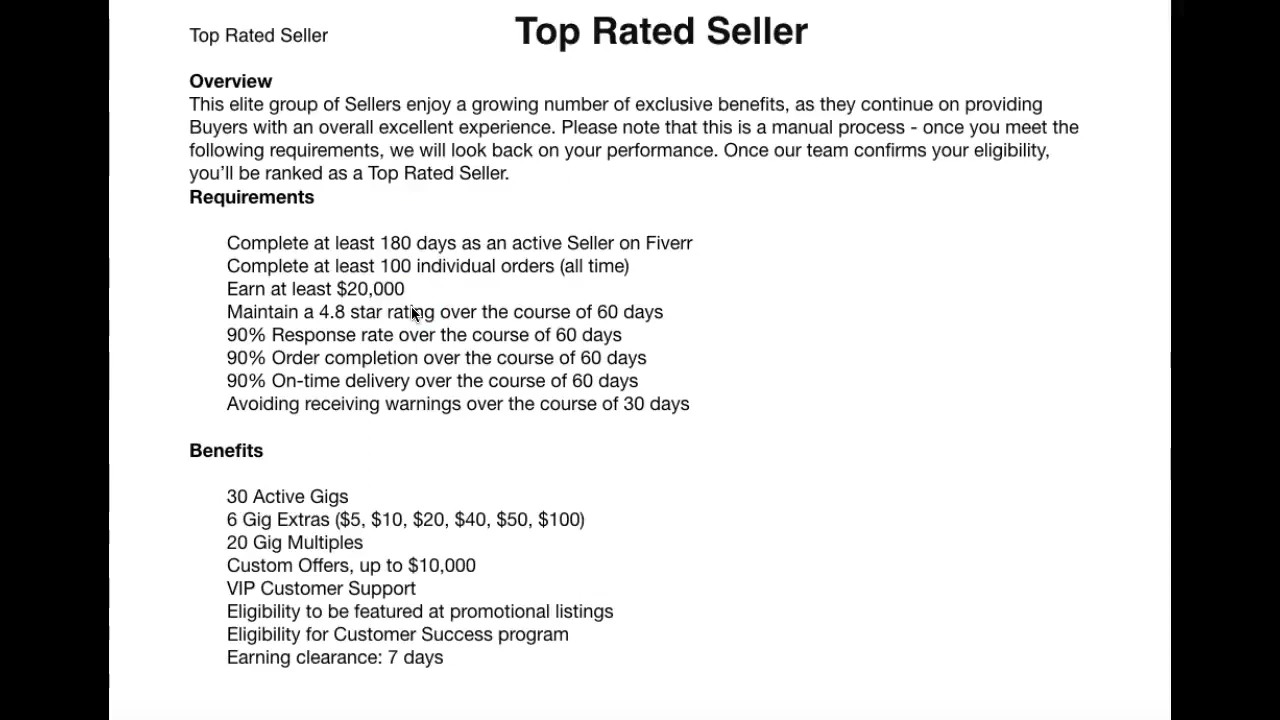 Top Rated Seller
Top Rated Seller
Overview
This elite group of Sellers enjoy a growing number of exclusive benefits, as they continue on providing
Buyers with an overall excellent experience. Please note that this is a manual process - once you meet the
following requirements, we will look back on your performance. Once our team confirms your eligibility,
you’ll be ranked as a Top Rated Seller.
Requirements
Complete at least 180 days as an active Seller on Fiverr
Complete at least 100 individual orders (all time)
Earn at least $20,000
Maintain a 4.8 star rating over the course of 60 days
90% Response rate over the course of 60 days
90% Order completion over the course of 60 days
90% On-time delivery over the course of 60 days
Avoiding receiving warnings over the course of 30 days
Benefits
30 Active Gigs
6 Gig Extras ($5, $10, $20, $40, $50, $100)
20 Gig Multiples
Custom Offers, up to $10,000
VIP Customer Support
Eligibility to be featured at promotional listings
Eligibility for Customer Success program
Earning clearance: 7 days